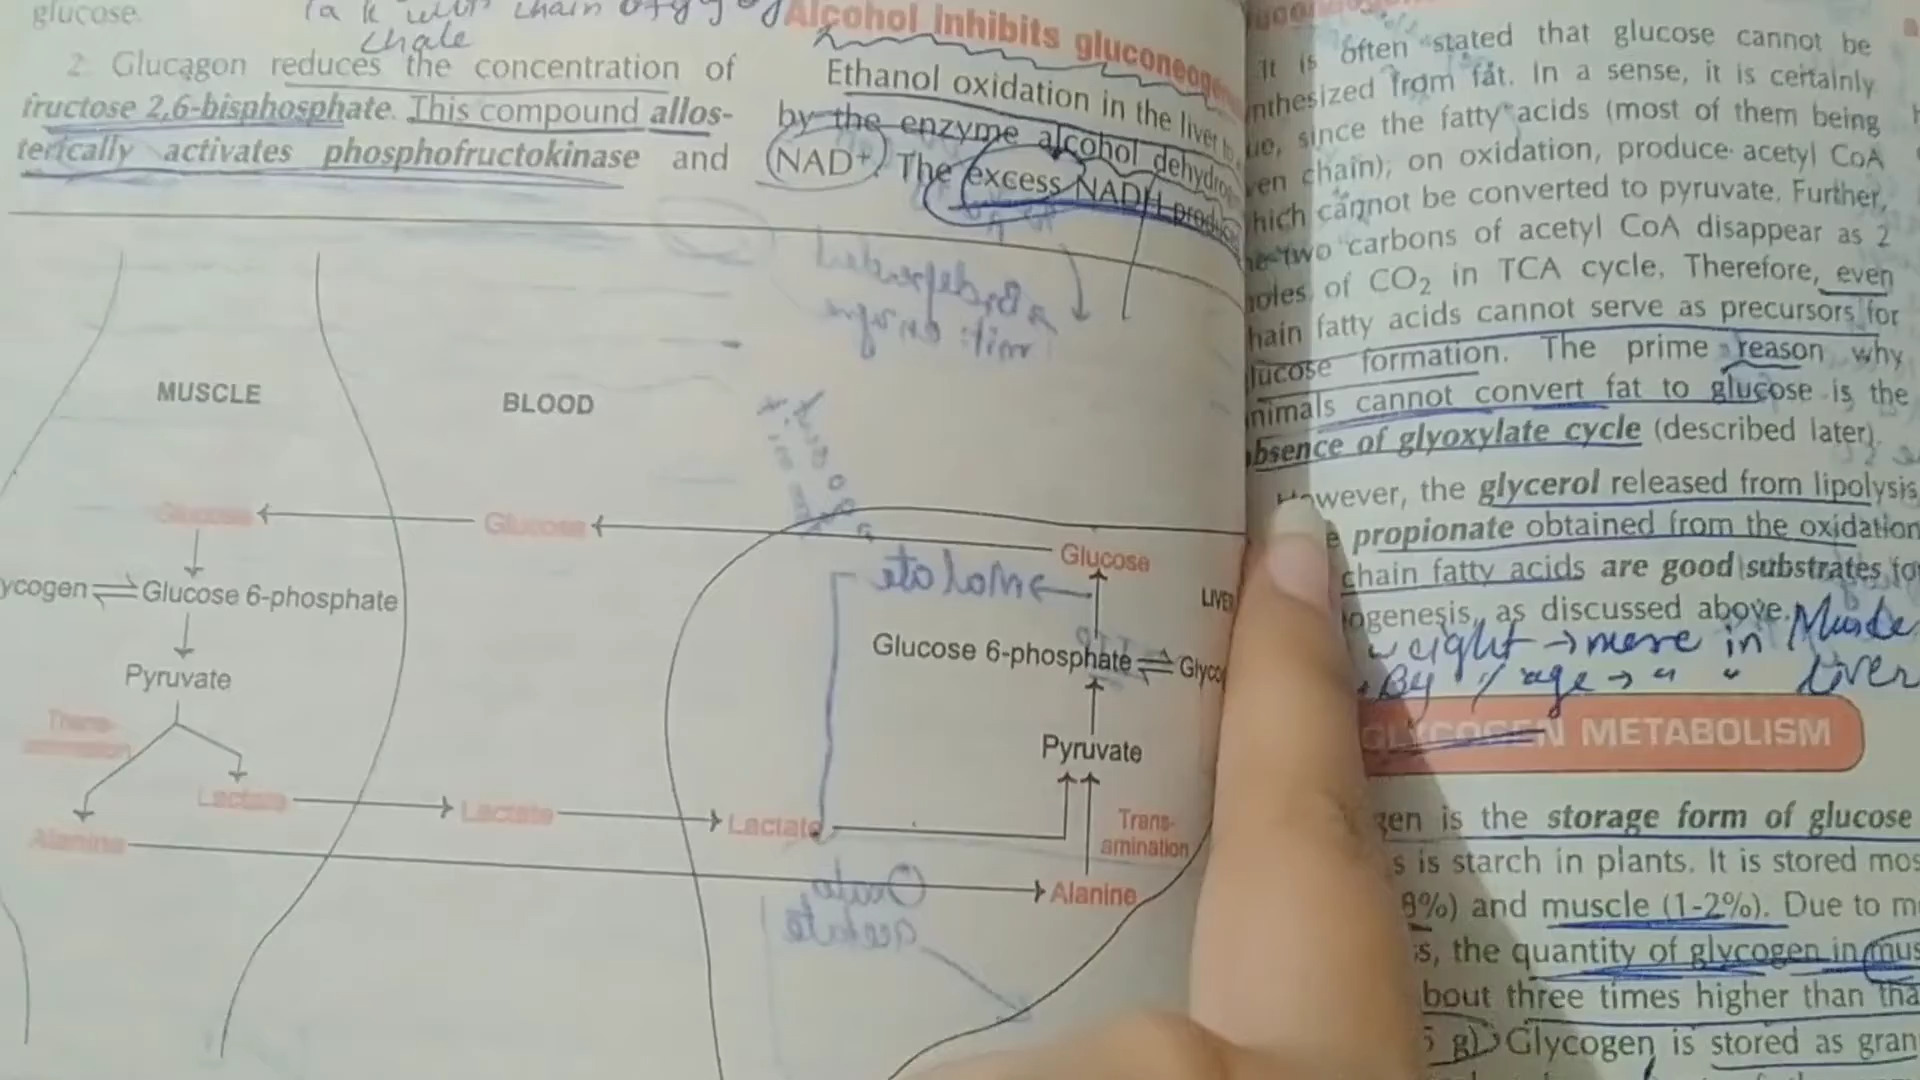 glucose.
chale
2. Glucagon reduces the concentration of
fructose 2,6-bisphosphate. This compound allos-
terically activates phosphofructokinase and
Alcohol inhibits gluconeog
Ethanol oxidation in the liver to
by the enzyme alcohol dehydro
NAD+. The excess NADH produc
MUSCLE
BLOOD
Glucose
Glucose
Glucose
LIVER
ycogen ⇌ Glucose 6-phosphate
Glucose 6-phosphate ⇌ Glyco
Pyruvate
Pyruvate
Trans-
amination
Lactate
Lactate
Lactate
Trans-
amination
Alanine
Alanine
It is often stated that glucose cannot be
nthesized from fat. In a sense, it is certainly
ue, since the fatty acids (most of them being
ven chain), on oxidation, produce acetyl CoA
hich cannot be converted to pyruvate. Further,
he two carbons of acetyl CoA disappear as 2
oles of CO2 in TCA cycle. Therefore, even
hain fatty acids cannot serve as precursors for
lucose formation. The prime reason why
nimals cannot convert fat to glucose is the
bsence of glyoxylate cycle (described later).
However, the glycerol released from lipolysis
e propionate obtained from the oxidation
chain fatty acids are good substrates fo
ogenesis, as discussed above.
weight → more in Muscle
By % age → " " Liver
GLYCOGEN METABOLISM
gen is the storage form of glucose
s is starch in plants. It is stored mos
8%) and muscle (1-2%). Due to m
s, the quantity of glycogen in mus
bout three times higher than tha
5 g). Glycogen is stored as gran